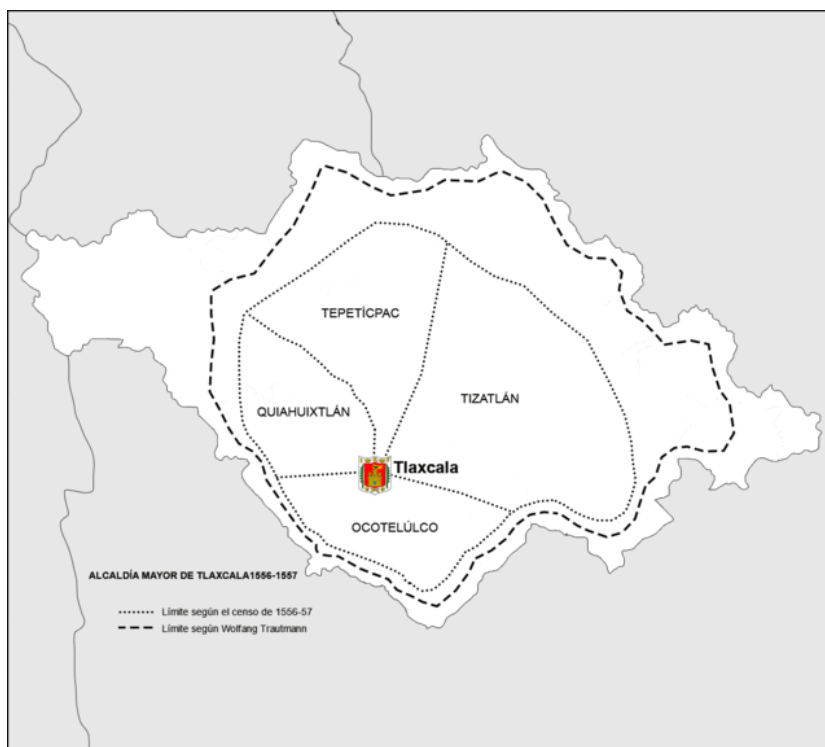 TEPETÍCPAC
TIZATLÁN
QUIAHUIXTLÁN
Tlaxcala
OCOTELÚLCO
ALCALDÍA MAYOR DE TLAXCALA1556-1557
Límite según el censo de 1556-57
Límite según Wolfang Trautmann